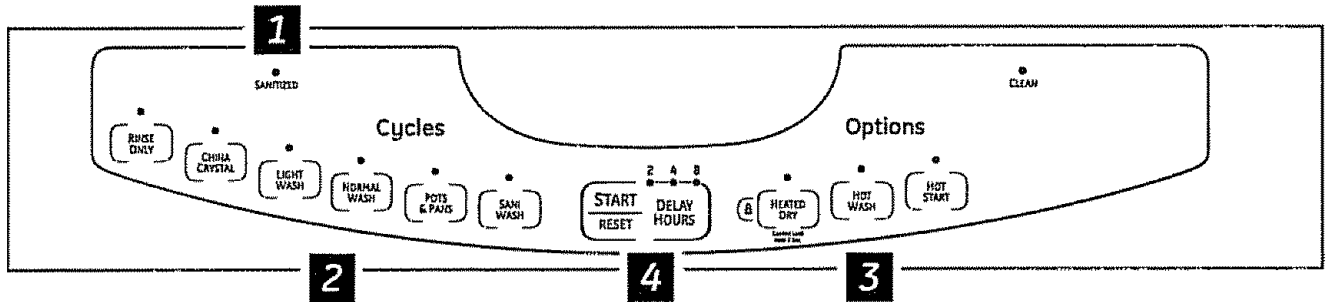 1
SANITIZED
CLEAN
Cycles
Options
RINSE
ONLY
CHINA
CRYSTAL
LIGHT
WASH
NORMAL
WASH
POTS
& PANS
SANI
WASH
2 4 8
START
RESET
DELAY
HOURS
HEATED
DRY
HOT
WASH
HOT
START
2
4
3